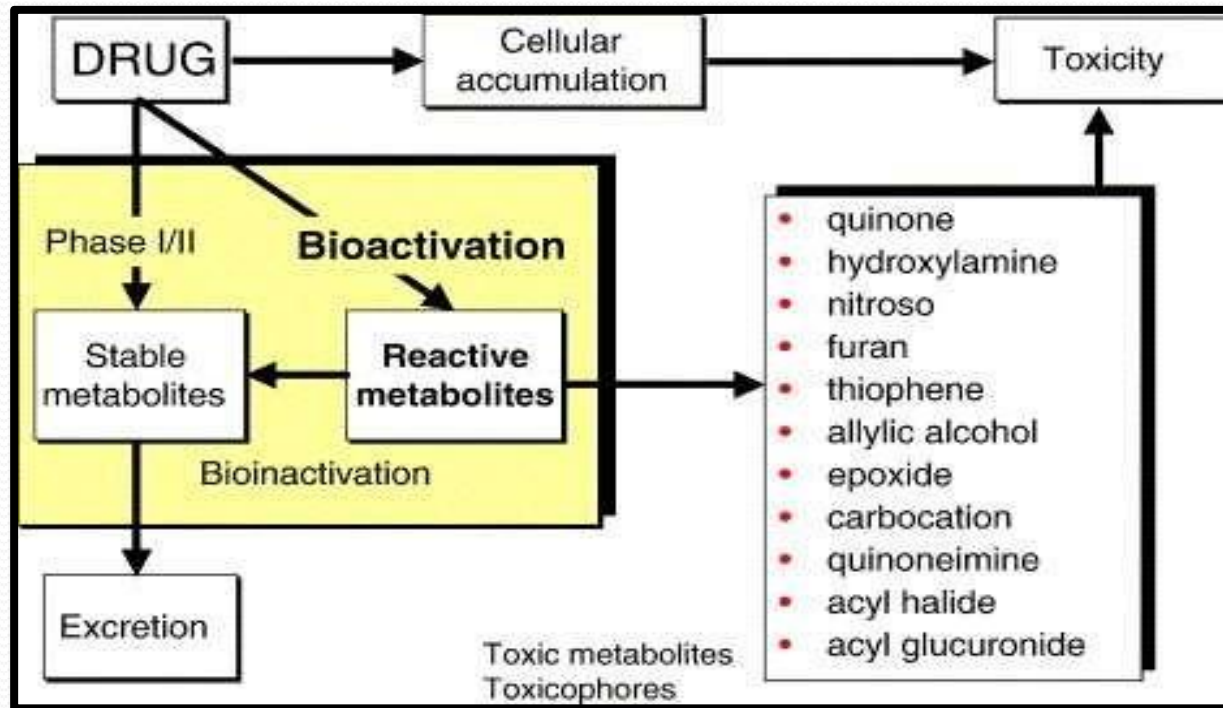 DRUG
Cellular
accumulation
Toxicity
Phase I/II
Bioactivation
Stable
metabolites
Reactive
metabolites
Bioinactivation
Excretion
• quinone
• hydroxylamine
• nitroso
• furan
• thiophene
• allylic alcohol
• epoxide
• carbocation
• quinoneimine
• acyl halide
• acyl glucuronide
Toxic metabolites
Toxicophores